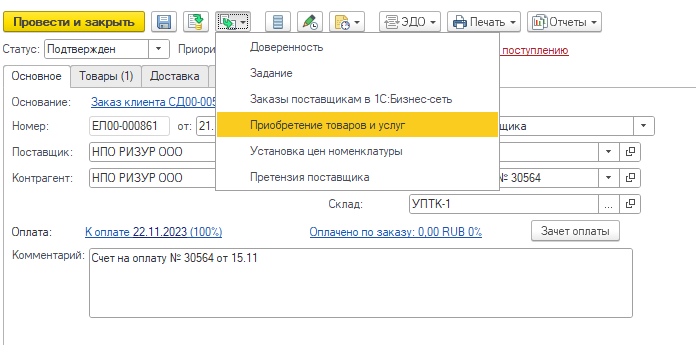 Провести и закрыть ЭДО Печать Отчеты
Статус: Подтвержден Приори поступлению
Доверенность
Основное Товары (1) Доставка
Задание
Основание: Заказ клиента СД00-005
Заказы поставщикам в 1С:Бизнес-сеть
Номер: ЕЛ00-000861 от: 21. Приобретение товаров и услуг щика
Поставщик: НПО РИЗУР ООО Установка цен номенклатуры
Контрагент: НПО РИЗУР ООО Претензия поставщика № 30564
Склад: УПТК-1 ...
Оплата: К оплате 22.11.2023 (100%) Оплачено по заказу: 0,00 RUB 0% Зачет оплаты
Комментарий: Счет на оплату № 30564 от 15.11